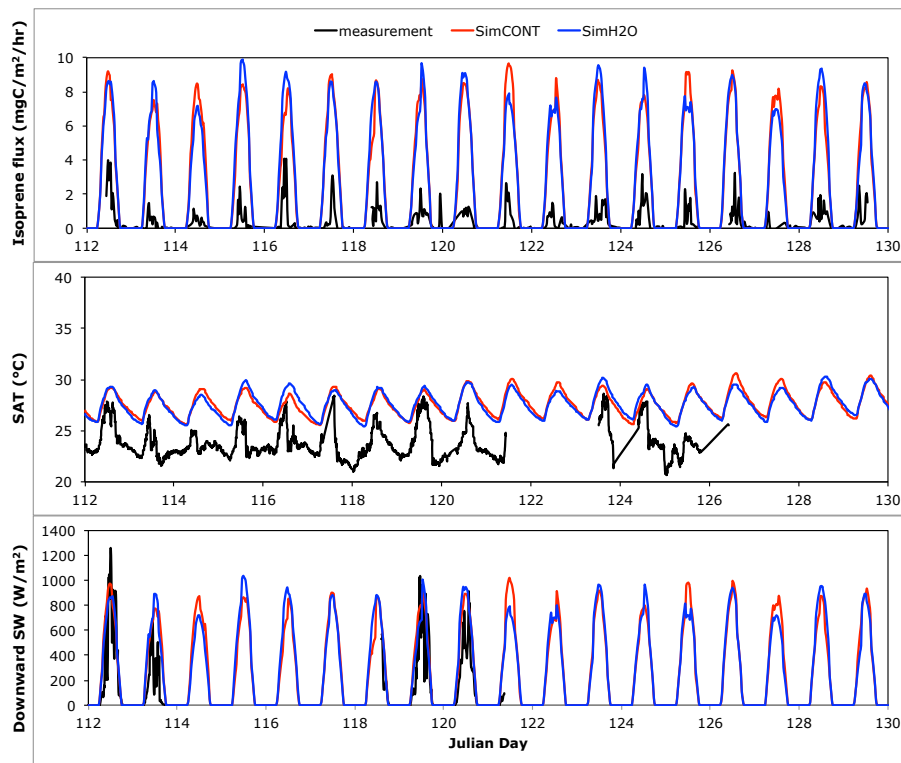 measurement SimCONT SimH2O
Isoprene flux (mgC/m²/hr)
10
8
6
4
2
0
112 114 116 118 120 122 124 126 128 130
SAT (°C)
40
35
30
25
20
112 114 116 118 120 122 124 126 128 130
Downward SW (W/m²)
1400
1200
1000
800
600
400
200
0
112 114 116 118 120 122 124 126 128 130
Julian Day